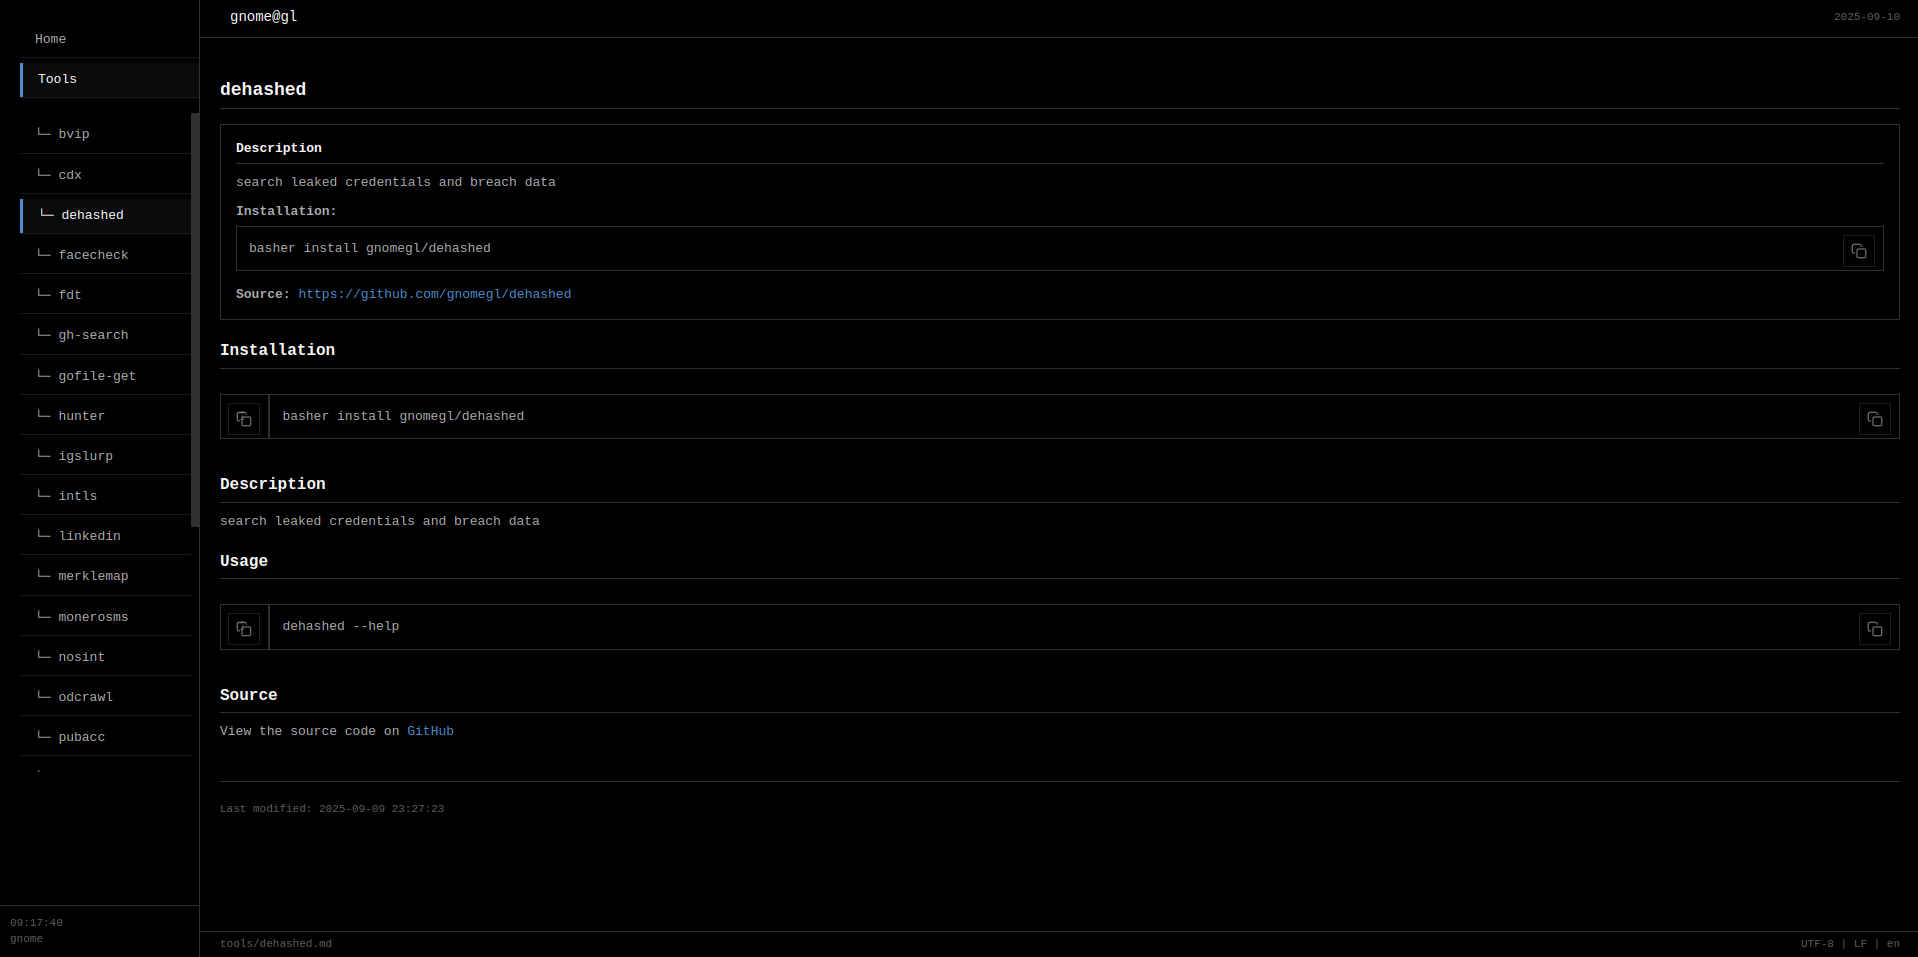 Home
Tools
└─ bvip
└─ cdx
└─ dehashed
└─ facecheck
└─ fdt
└─ gh-search
└─ gofile-get
└─ hunter
└─ igslurp
└─ intls
└─ linkedin
└─ merklemap
└─ monerosms
└─ nosint
└─ odcrawl
└─ pubacc
09:17:40
gnome
gnome@gl
2025-09-10
dehashed
Description
search leaked credentials and breach data
Installation:
basher install gnomegl/dehashed
Source: https://github.com/gnomegl/dehashed
Installation
basher install gnomegl/dehashed
Description
search leaked credentials and breach data
Usage
dehashed --help
Source
View the source code on GitHub
Last modified: 2025-09-09 23:27:23
tools/dehashed.md
UTF-8 | LF | en